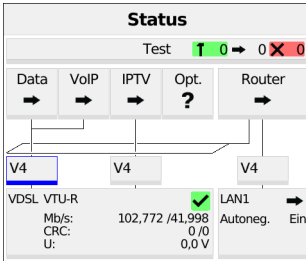 Status
Test 0 0 0
Data VoIP IPTV Opt. Router
?
V4 V4 V4
VDSL VTU-R LAN1
Mb/s: 102,772 /41,998 Autoneg. Ein
CRC: 0 /0
U: 0,0 V